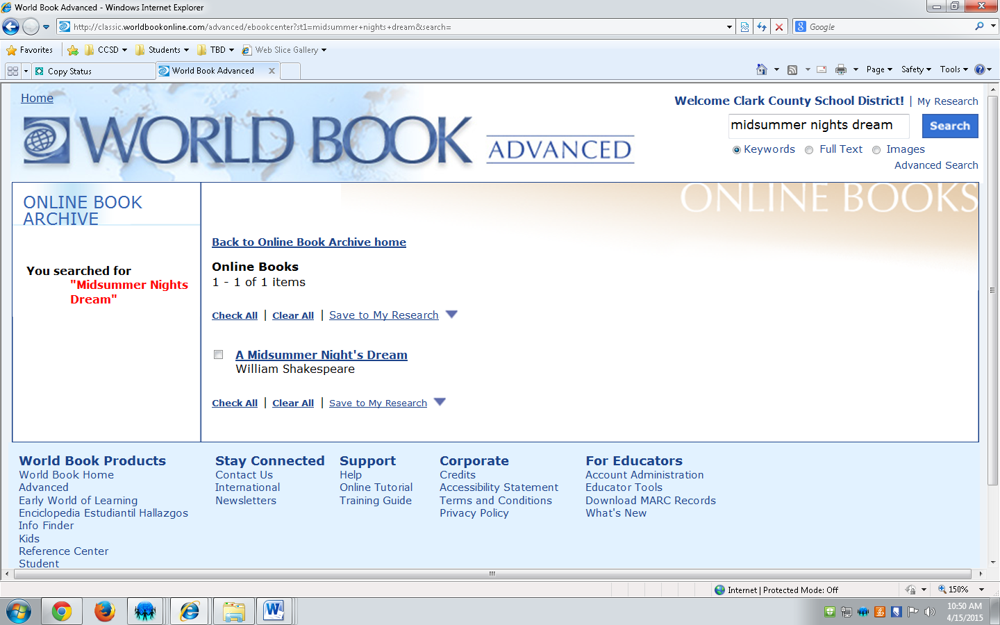 World Book Advanced - Windows Internet Explorer
http://classic.worldbookonline.com/advanced/ebookcenter?st1=midsummer+nights+dream&search=
Google
Favorites
CCSD
Students
TBD
Web Slice Gallery
Copy Status
World Book Advanced
Page
Safety
Tools
Home
WORLD BOOK ADVANCED
Welcome Clark County School District! | My Research
midsummer nights dream
Search
Keywords Full Text Images
Advanced Search
ONLINE BOOK
ARCHIVE
ONLINE BOOKS
You searched for
"Midsummer Nights
Dream"
Back to Online Book Archive home
Online Books
1 - 1 of 1 items
Check All | Clear All | Save to My Research
A Midsummer Night's Dream
William Shakespeare
Check All | Clear All | Save to My Research
World Book Products
World Book Home
Advanced
Early World of Learning
Enciclopedia Estudiantil Hallazgos
Info Finder
Kids
Reference Center
Student
Stay Connected
Contact Us
International
Newsletters
Support
Help
Online Tutorial
Training Guide
Corporate
Credits
Accessibility Statement
Terms and Conditions
Privacy Policy
For Educators
Account Administration
Educator Tools
Download MARC Records
What's New
Internet | Protected Mode: Off
150%
10:50 AM
4/15/2015